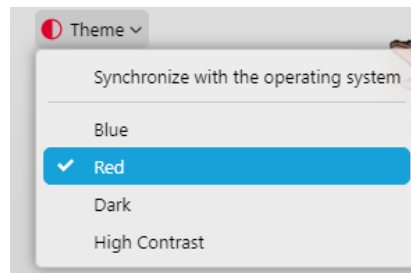 Theme
Synchronize with the operating system
Blue
Red
Dark
High Contrast